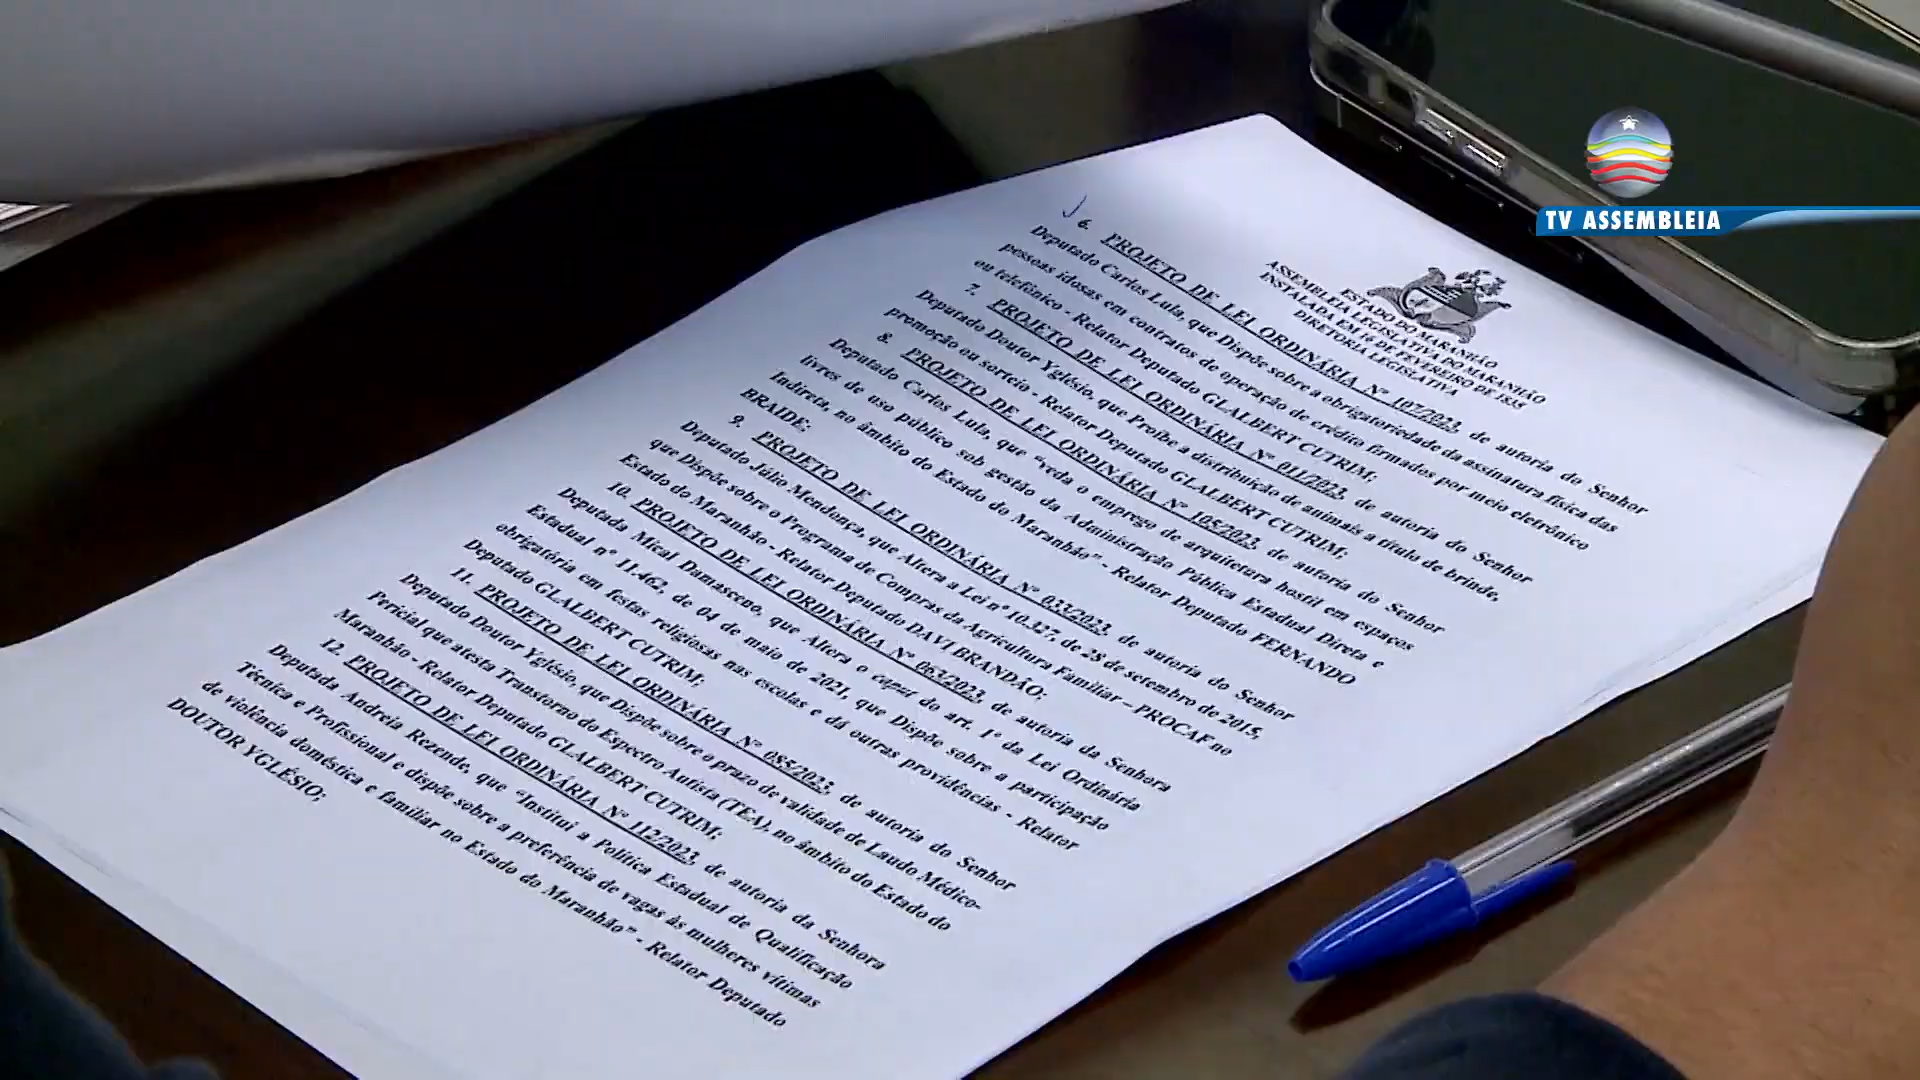 TV ASSEMBLEIA
ESTADO DO MARANHÃO
ASSEMBLEIA LEGISLATIVA DO MARANHÃO
INSTALADA EM 16 DE FEVEREIRO DE 1835
DIRETORIA LEGISLATIVA
6. PROJETO DE LEI ORDINÁRIA Nº 107/2023, de autoria do Senhor
Deputado Carlos Lula, que Dispõe sobre a obrigatoriedade da assinatura física das
pessoas idosas em contratos de operação de crédito firmados por meio eletrônico
ou telefônico - Relator Deputado GLALBERT CUTRIM;
7. PROJETO DE LEI ORDINÁRIA Nº 011/2023, de autoria do Senhor
Deputado Doutor Yglésio, que Proíbe a distribuição de animais a título de brinde,
promoção ou sorteio - Relator Deputado GLALBERT CUTRIM;
8. PROJETO DE LEI ORDINÁRIA Nº 105/2023, de autoria do Senhor
Deputado Carlos Lula, que “veda o emprego de arquitetura hostil em espaços
livres de uso público sob gestão da Administração Pública Estadual Direta e
Indireta, no âmbito do Estado do Maranhão” - Relator Deputado FERNANDO
BRAIDE;
9. PROJETO DE LEI ORDINÁRIA Nº 033/2023, de autoria do Senhor
Deputado Júlio Mendonça, que Altera a Lei nº 10.327, de 28 de setembro de 2015,
que Dispõe sobre o Programa de Compras da Agricultura Familiar – PROCAF no
Estado do Maranhão - Relator Deputado DAVI BRANDÃO;
10. PROJETO DE LEI ORDINÁRIA Nº 063/2023, de autoria da Senhora
Deputada Mical Damasceno, que Altera o caput do art. 1º da Lei Ordinária
Estadual nº 11.462, de 04 de maio de 2021, que Dispõe sobre a participação
obrigatória em festas religiosas nas escolas e dá outras providências - Relator
Deputado GLALBERT CUTRIM;
11. PROJETO DE LEI ORDINÁRIA Nº 085/2023, de autoria do Senhor
Deputado Doutor Yglésio, que Dispõe sobre o prazo de validade de Laudo Médico-
Pericial que atesta Transtorno do Espectro Autista (TEA), no âmbito do Estado do
Maranhão - Relator Deputado GLALBERT CUTRIM;
12. PROJETO DE LEI ORDINÁRIA Nº 112/2023, de autoria da Senhora
Deputada Andreia Rezende, que “Institui a Política Estadual de Qualificação
Técnica e Profissional e dispõe sobre a preferência de vagas às mulheres vítimas
de violência doméstica e familiar no Estado do Maranhão” - Relator Deputado
DOUTOR YGLÉSIO;